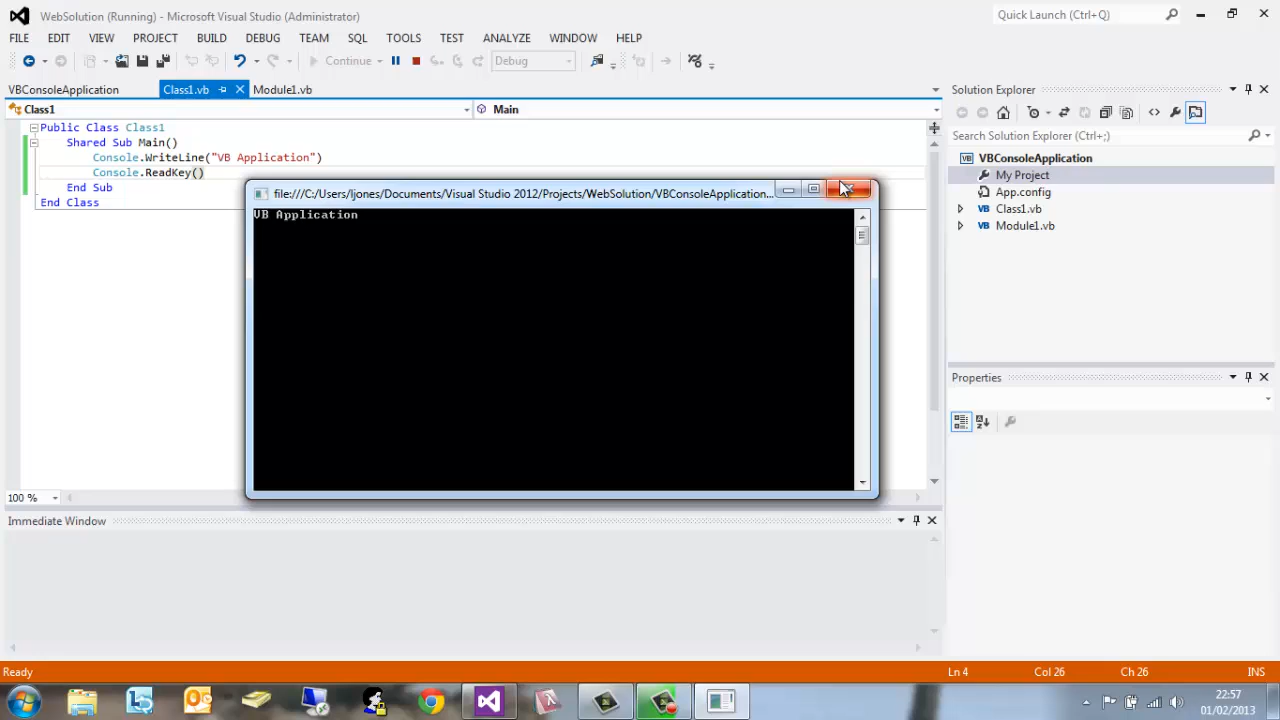 WebSolution (Running) - Microsoft Visual Studio (Administrator)
Quick Launch (Ctrl+Q)
FILE EDIT VIEW PROJECT BUILD DEBUG TEAM SQL TOOLS TEST ANALYZE WINDOW HELP
Continue Debug
VBConsoleApplication Class1.vb Module1.vb
Class1 Main
Public Class Class1
Shared Sub Main()
Console.WriteLine("VB Application")
Console.ReadKey()
End Sub
End Class
file:///C:/Users/ljones/Documents/Visual Studio 2012/Projects/WebSolution/VBConsoleApplication...
VB Application
100 %
Immediate Window
Solution Explorer
Search Solution Explorer (Ctrl+;)
VB VBConsoleApplication
My Project
App.config
VB Class1.vb
VB Module1.vb
Properties
Ready Ln 4 Col 26 Ch 26 INS
22:57
01/02/2013